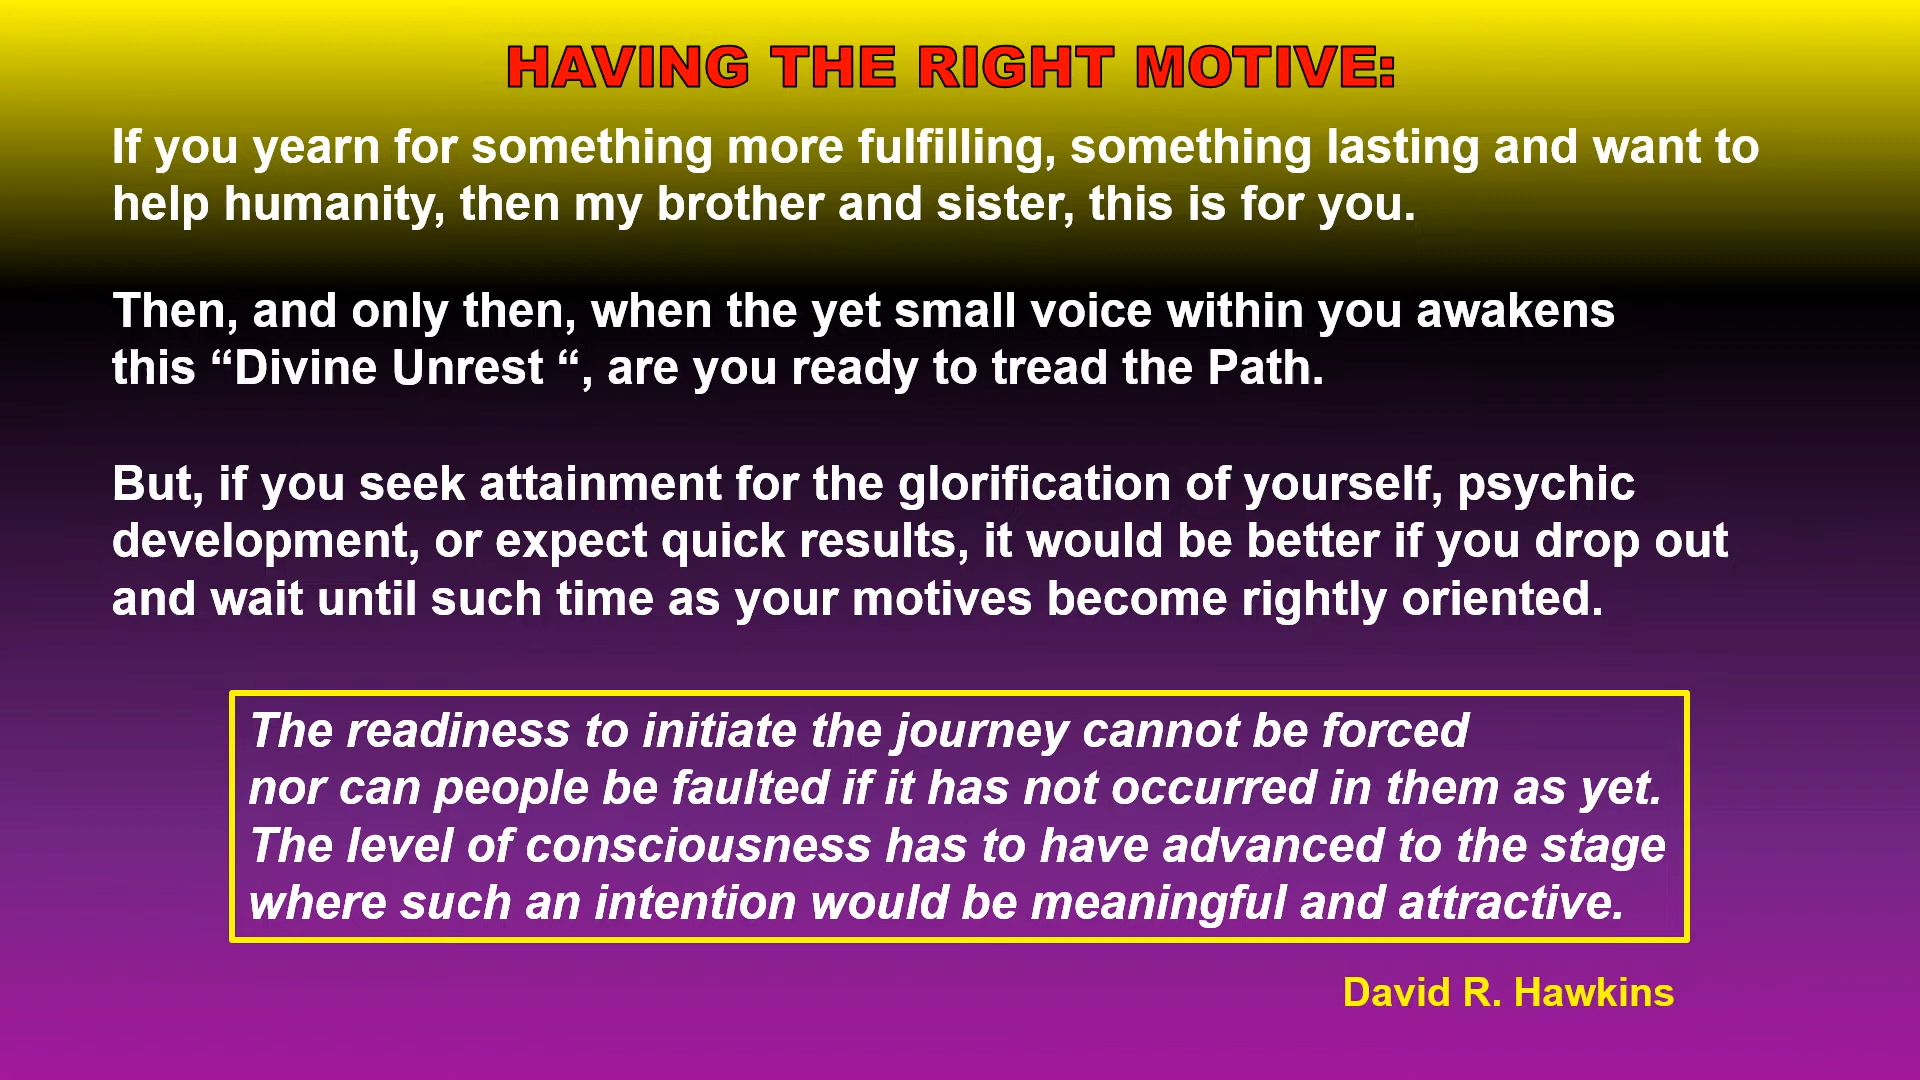 HAVING THE RIGHT MOTIVE:
If you yearn for something more fulfilling, something lasting and want to
help humanity, then my brother and sister, this is for you.
Then, and only then, when the yet small voice within you awakens
this “Divine Unrest “, are you ready to tread the Path.
But, if you seek attainment for the glorification of yourself, psychic
development, or expect quick results, it would be better if you drop out
and wait until such time as your motives become rightly oriented.
The readiness to initiate the journey cannot be forced
nor can people be faulted if it has not occurred in them as yet.
The level of consciousness has to have advanced to the stage
where such an intention would be meaningful and attractive.
David R. Hawkins